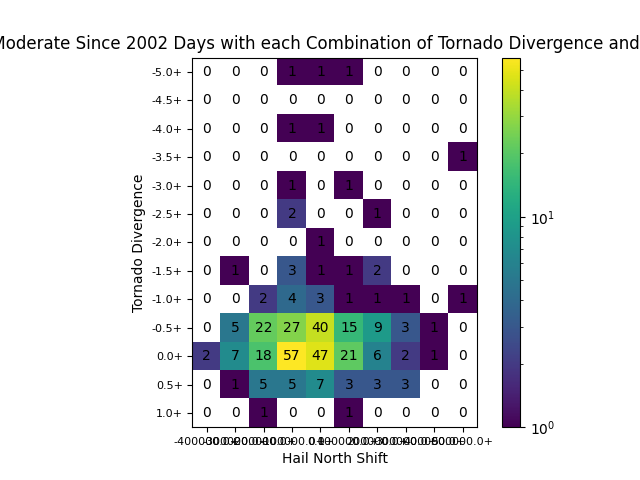 Moderate Since 2002 Days with each Combination of Tornado Divergence and
-5.0+ 0 0 0 1 1 1 0 0 0 0
-4.5+ 0 0 0 0 0 0 0 0 0 0
-4.0+ 0 0 0 1 1 0 0 0 0 0
-3.5+ 0 0 0 0 0 0 0 0 0 1
-3.0+ 0 0 0 1 0 1 0 0 0 0
-2.5+ 0 0 0 2 0 0 1 0 0 0
-2.0+ 0 0 0 0 1 0 0 0 0 0
-1.5+ 0 1 0 3 1 1 2 0 0 0
-1.0+ 0 0 2 4 3 1 1 1 0 1
-0.5+ 0 5 22 27 40 15 9 3 1 0
0.0+ 2 7 18 57 47 21 6 2 1 0
0.5+ 0 1 5 5 7 3 3 3 0 0
1.0+ 0 0 1 0 0 1 0 0 0 0
Tornado Divergence
Hail North Shift
10¹
10⁰